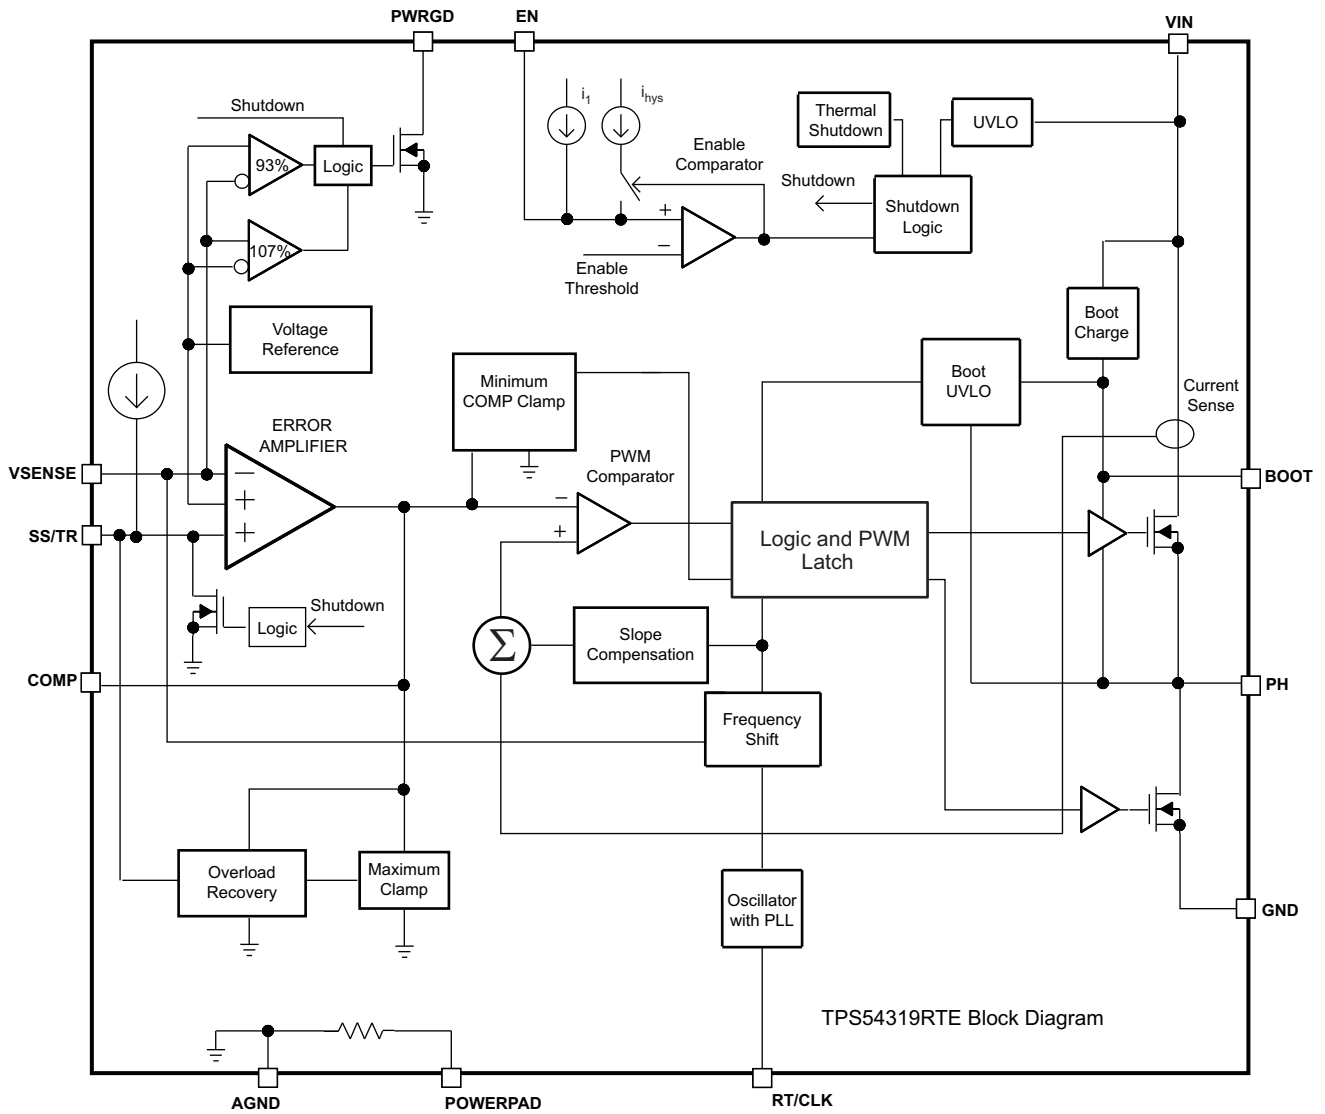 PWRGD
EN
VIN
Shutdown
i1
ihys
Thermal
Shutdown
UVLO
93%
Logic
Enable
Comparator
Shutdown
Shutdown
Logic
+
−
107%
Enable
Threshold
Voltage
Reference
Boot
Charge
Minimum
COMP Clamp
Boot
UVLO
Current
Sense
ERROR
AMPLIFIER
PWM
Comparator
VSENSE
−
+
+
−
+
BOOT
SS/TR
Logic and PWM
Latch
Shutdown
Logic
Σ
Slope
Compensation
COMP
PH
Frequency
Shift
Overload
Recovery
Maximum
Clamp
Oscillator
with PLL
GND
TPS54319RTE Block Diagram
AGND
POWERPAD
RT/CLK